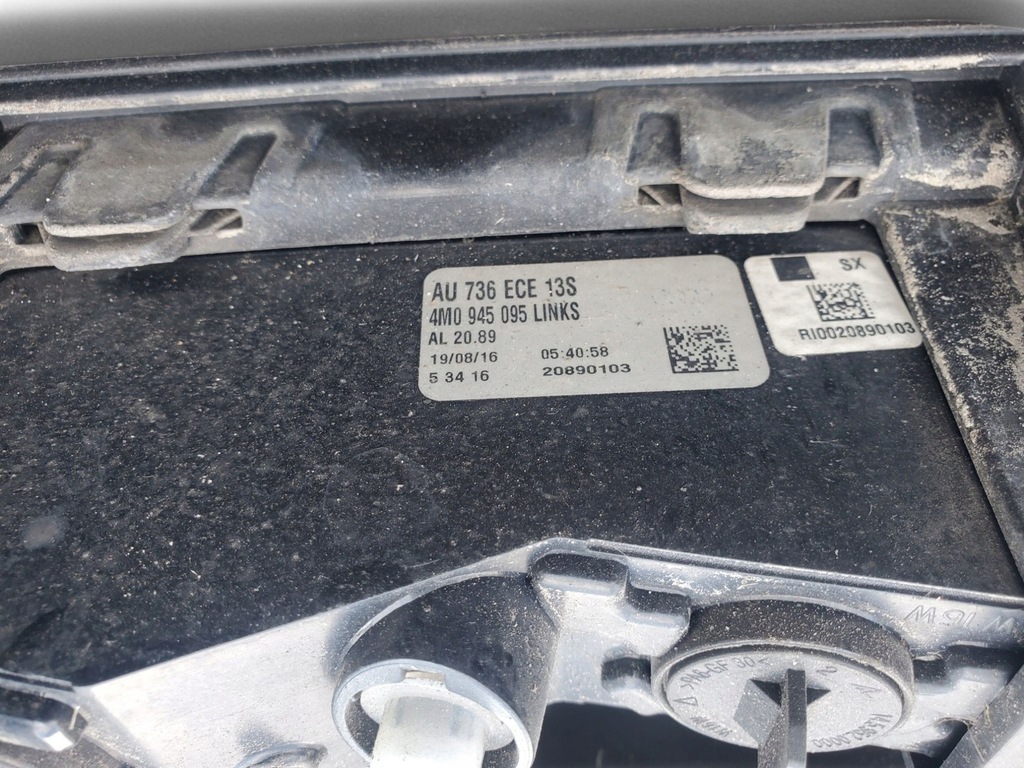 AU 736 ECE 13S
4M0 945 095 LINKS
AL 20.89
19/08/16 05:40:58
5 34 16 20890103
SX
RI0020890103